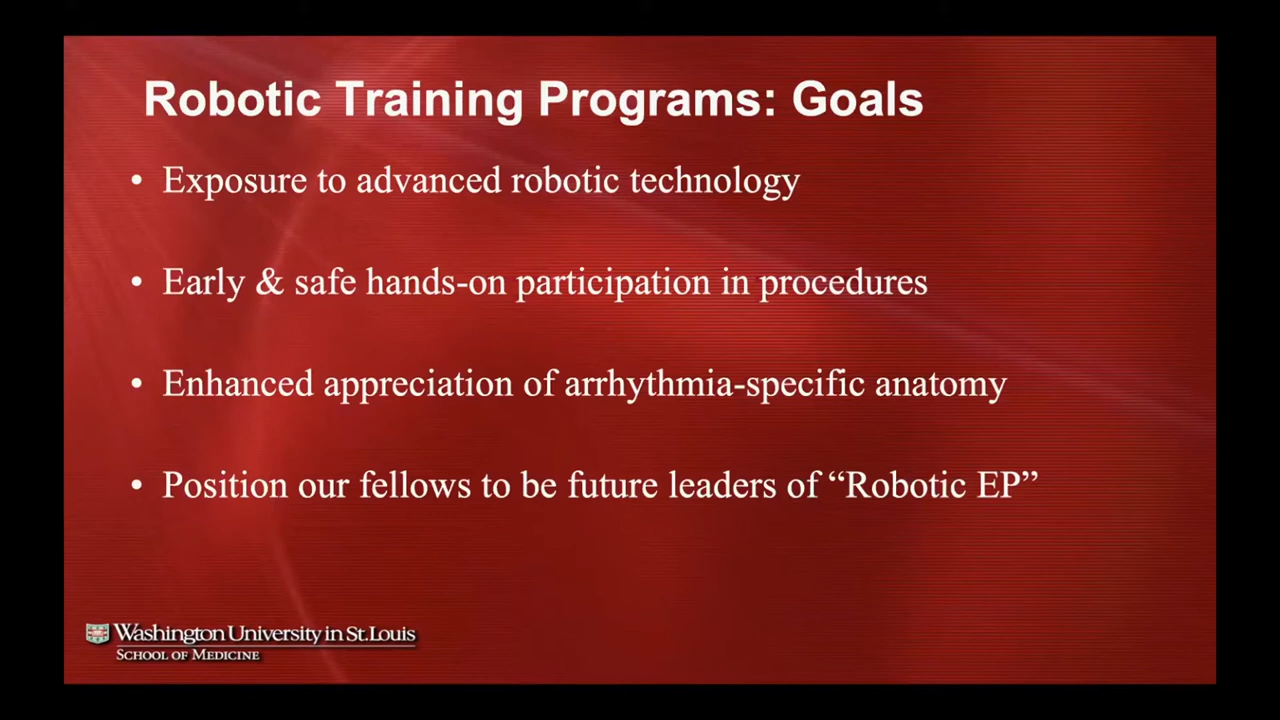 Robotic Training Programs: Goals
• Exposure to advanced robotic technology
• Early & safe hands-on participation in procedures
• Enhanced appreciation of arrhythmia-specific anatomy
• Position our fellows to be future leaders of “Robotic EP”
Washington University in St. Louis
School of Medicine